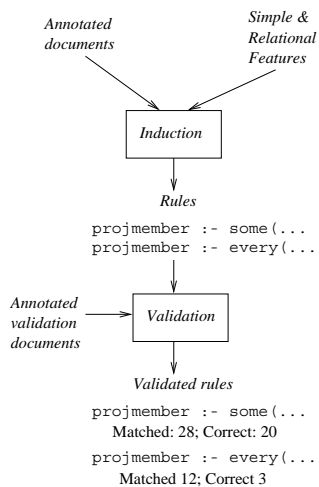 Annotated
documents
Simple &
Relational
Features
Induction
Rules
projmember :- some(...
projmember :- every(...
Annotated
validation
documents
Validation
Validated rules
projmember :- some(...
Matched: 28; Correct: 20
projmember :- every(...
Matched 12; Correct 3